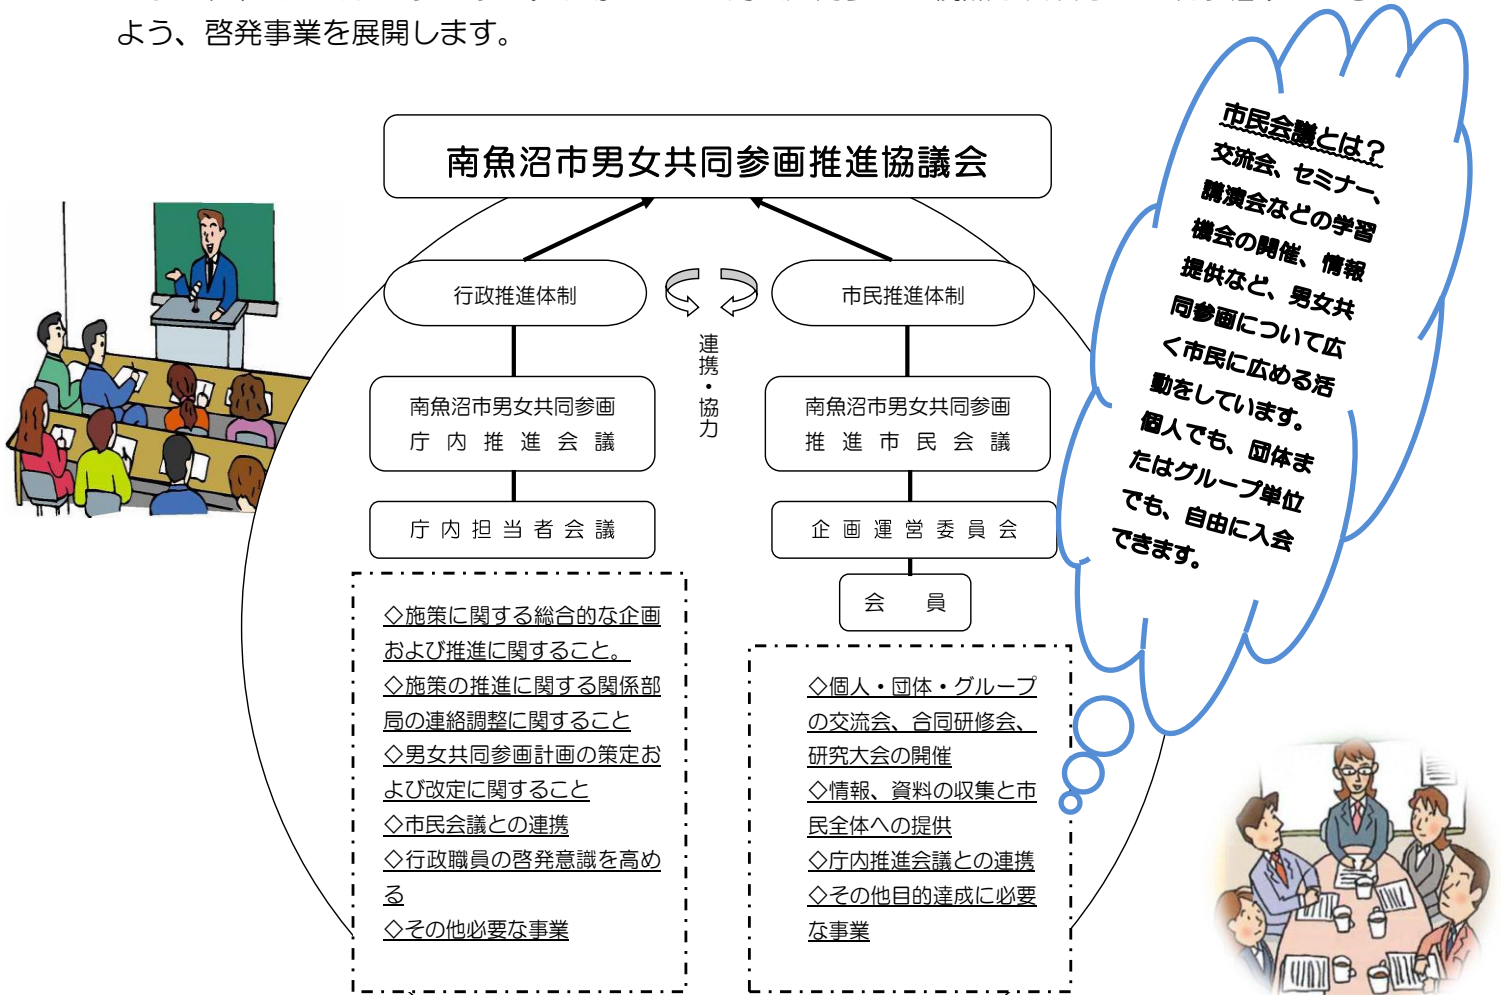 よう、啓発事業を展開します。
南魚沼市男女共同参画推進協議会
行政推進体制
市民推進体制
連携・協力
南魚沼市男女共同参画
庁内推進会議
南魚沼市男女共同参画
推進市民会議
庁内担当者会議
企画運営委員会
会　員
◇施策に関する総合的な企画
および推進に関すること。
◇施策の推進に関する関係部
局の連絡調整に関すること
◇男女共同参画計画の策定お
よび改定に関すること
◇市民会議との連携
◇行政職員の啓発意識を高め
る
◇その他必要な事業
◇個人・団体・グループ
の交流会、合同研修会、
研究大会の開催
◇情報、資料の収集と市
民全体への提供
◇庁内推進会議との連携
◇その他目的達成に必要
な事業
市民会議とは？
交流会、セミナー、
講演会などの学習
機会の開催、情報
提供など、男女共
同参画について広
く市民に広める活
動をしています。
個人でも、団体ま
たはグループ単位
でも、自由に入会
できます。